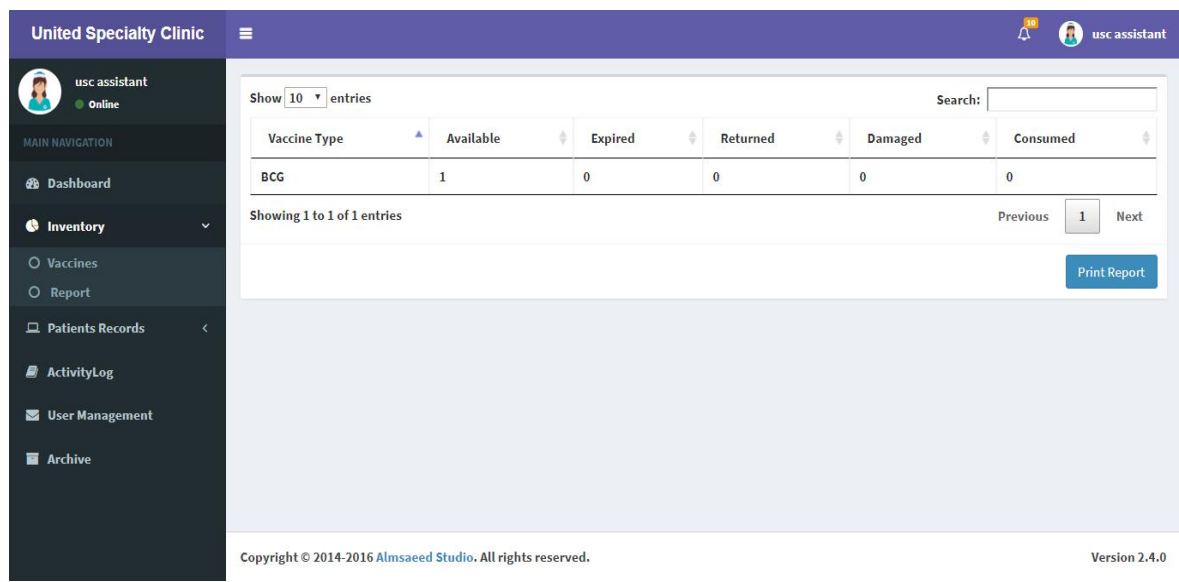 United Specialty Clinic
10
usc assistant
usc assistant
Online
MAIN NAVIGATION
Dashboard
Inventory
Vaccines
Report
Patients Records
ActivityLog
User Management
Archive
Show 10 entries
Search:
Vaccine Type Available Expired Returned Damaged Consumed
BCG 1 0 0 0 0
Showing 1 to 1 of 1 entries
Previous 1 Next
Print Report
Copyright © 2014-2016 Almsaeed Studio. All rights reserved.
Version 2.4.0